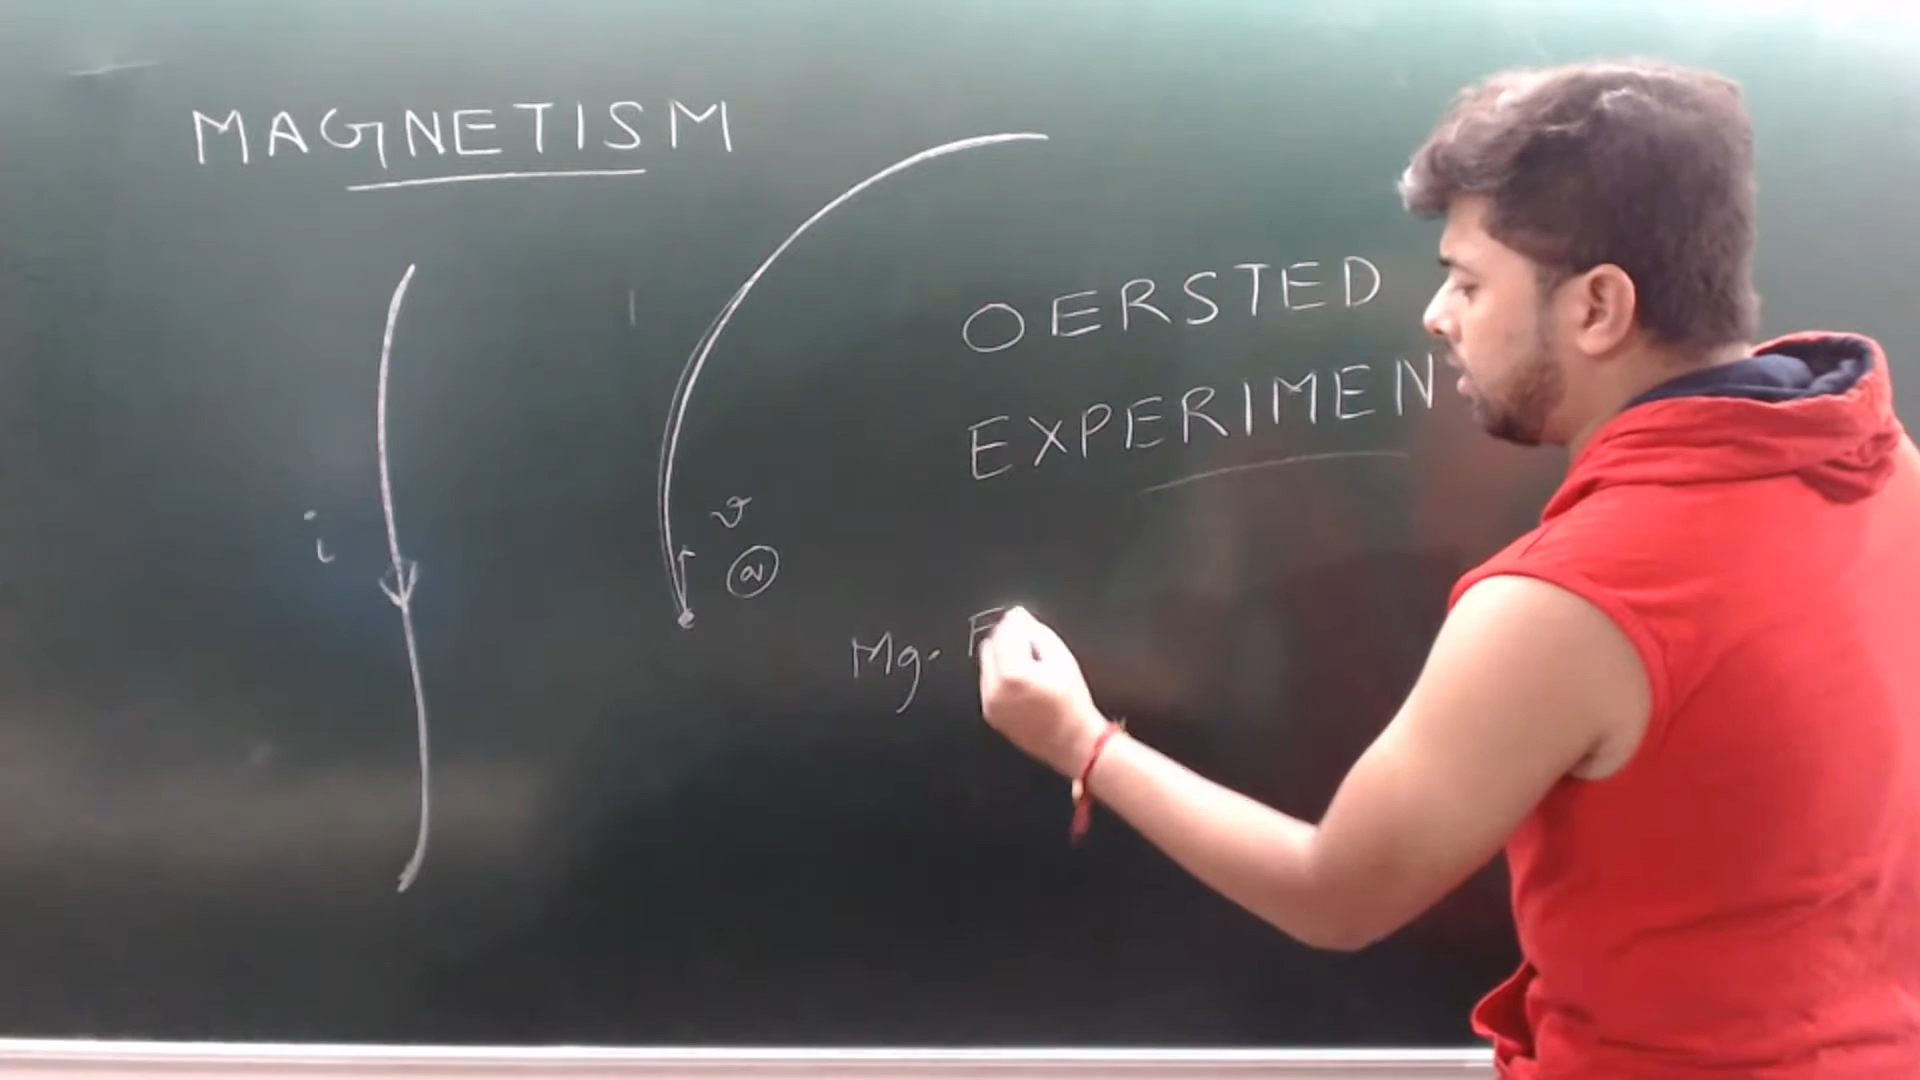 MAGNETISM
OERSTED
EXPERIMEN
i
v
Mg. F